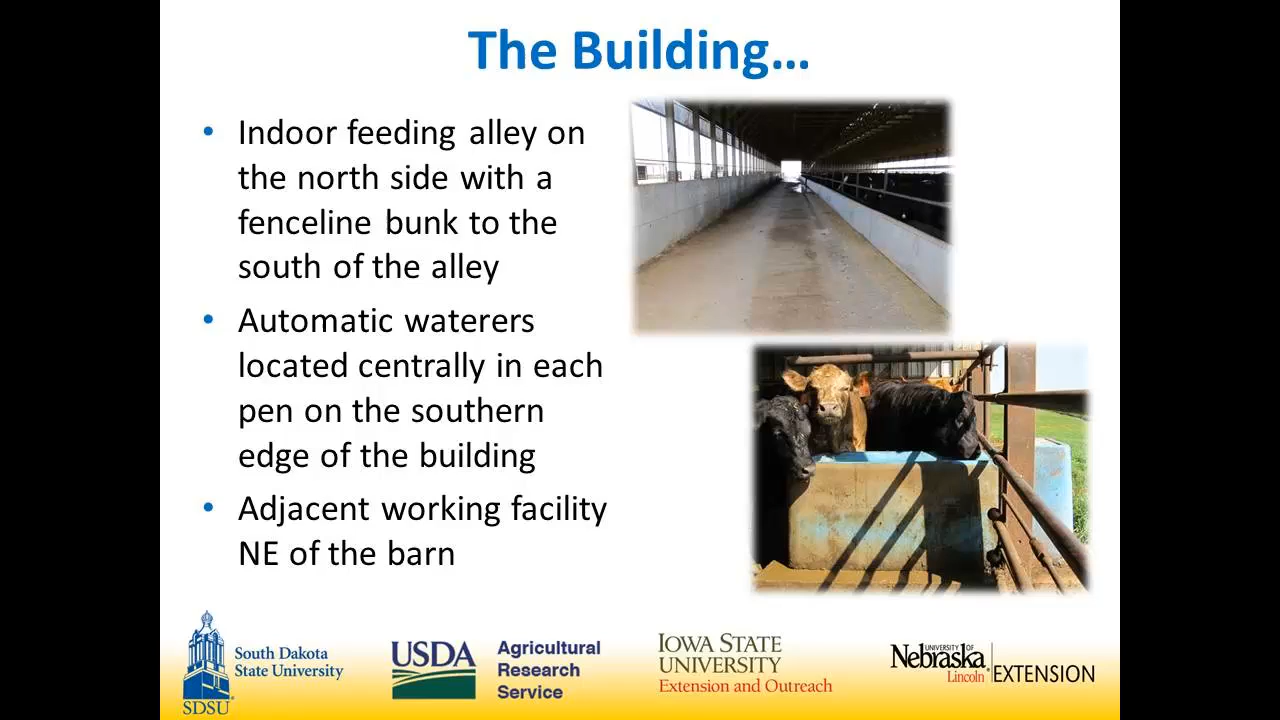 The Building…
• Indoor feeding alley on
the north side with a
fenceline bunk to the
south of the alley
• Automatic waterers
located centrally in each
pen on the southern
edge of the building
• Adjacent working facility
NE of the barn
SDSU
South Dakota
State University
USDA
Agricultural
Research
Service
IOWA STATE
UNIVERSITY
Extension and Outreach
UNIVERSITY OF
Nebraska
Lincoln
EXTENSION